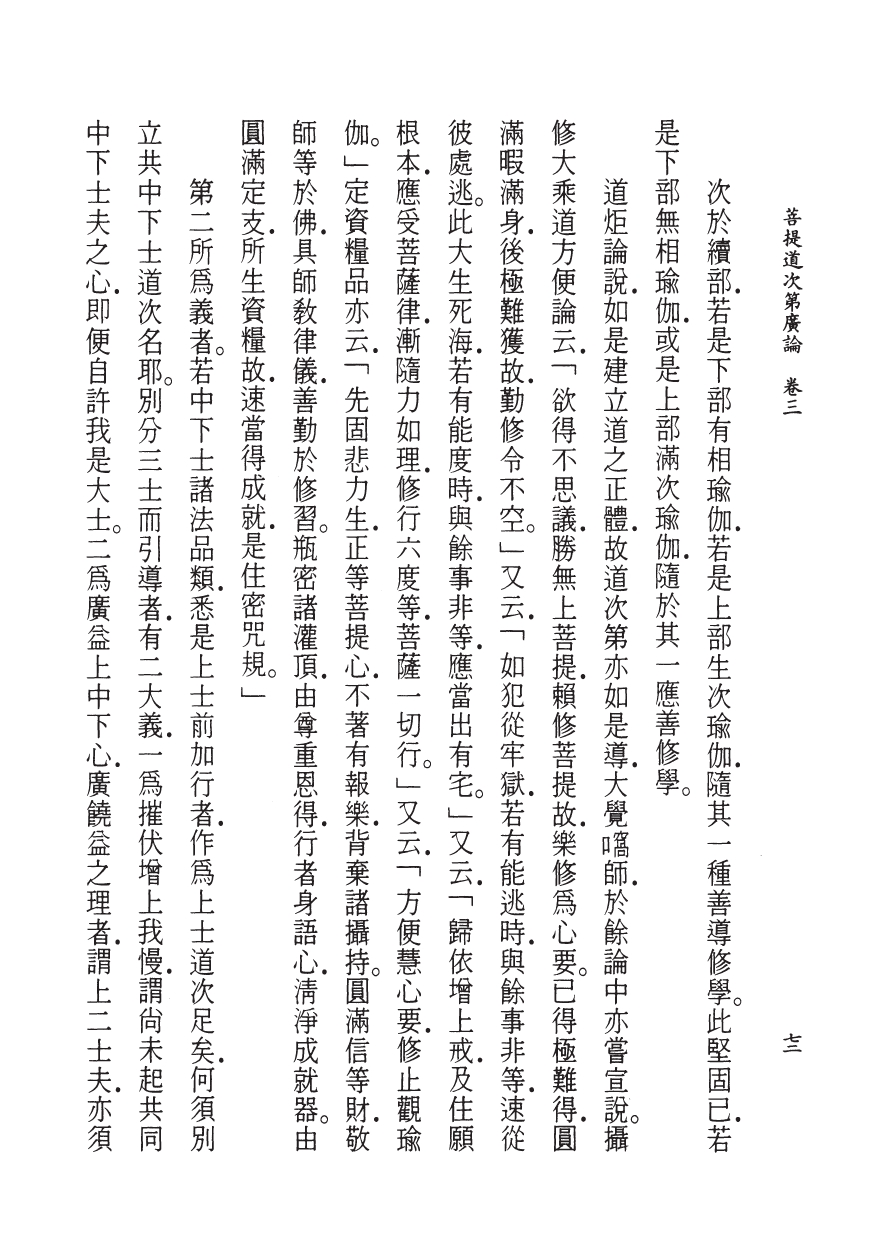 菩提道次第廣論　卷三
七三
次於續部．若是下部有相瑜伽．若是上部生次瑜伽．隨其一種善導修學。此堅固已．若
是下部無相瑜伽．或是上部滿次瑜伽．隨於其一應善修學。
道炬論說．如是建立道之正體．故道次第亦如是導．大覺㗚師．於餘論中亦嘗宣說。攝
修大乘道方便論云．「欲得不思議．勝無上菩提．賴修菩提故．樂修爲心要。已得極難得．圓
滿暇滿身．後極難獲故．勤修令不空。」又云．「如犯從牢獄．若有能逃時．與餘事非等．速從
彼處逃。此大生死海．若有能度時．與餘事非等．應當出有宅。」又云．「歸依增上戒．及住願
根本．應受菩薩律．漸隨力如理．修行六度等．菩薩一切行。」又云．「方便慧心要．修止觀瑜
伽。」定資糧品亦云．「先固悲力生．正等菩提心．不著有報樂．背棄諸攝持。圓滿信等財．敬
師等於佛．具師教律儀．善勤於修習。瓶密諸灌頂．由尊重恩得．行者身語心．淸淨成就器。由
圓滿定支．所生資糧故．速當得成就．是住密咒規。」
第二所爲義者。若中下士諸法品類．悉是上士前加行者．作爲上士道次足矣．何須別
立共中下士道次名耶。別分三士而引導者．有二大義．一爲摧伏增上我慢．謂尙未起共同
中下士夫之心．即便自許我是大士。二爲廣益上中下心．廣饒益之理者．謂上二士夫．亦須